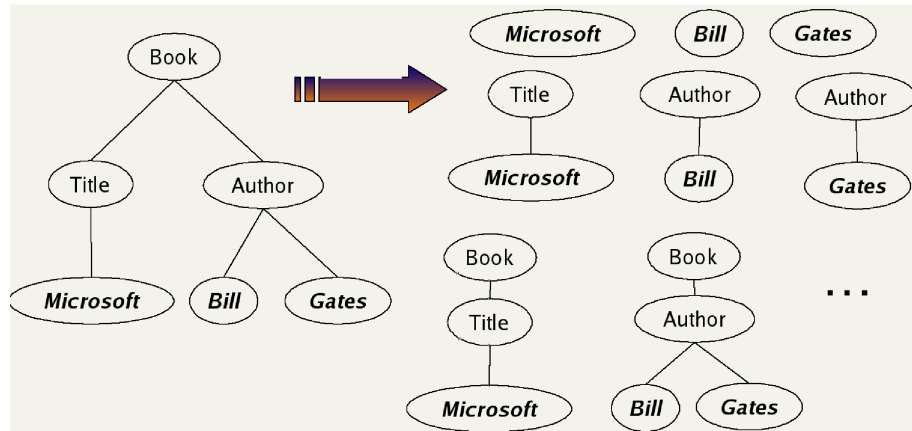 Book
Title Author
Microsoft Bill Gates
Microsoft Bill Gates
Title Author Author
Microsoft Bill Gates
Book Book
Title Author
Microsoft Bill Gates
...